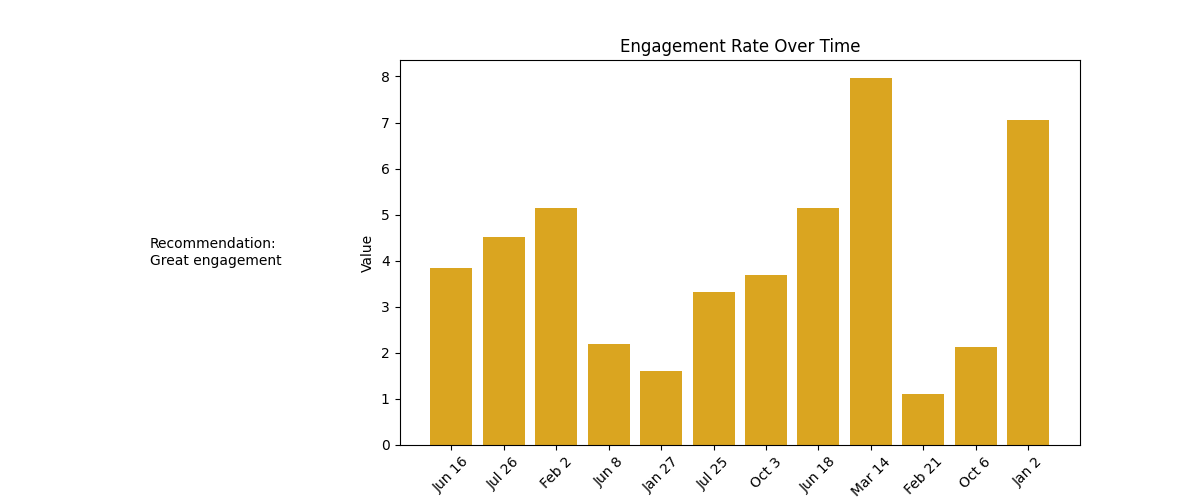 Engagement Rate Over Time
Recommendation:
Great engagement
Value
8
7
6
5
4
3
2
1
0
Jun 16
Jul 26
Feb 2
Jun 8
Jan 27
Jul 25
Oct 3
Jun 18
Mar 14
Feb 21
Oct 6
Jan 2